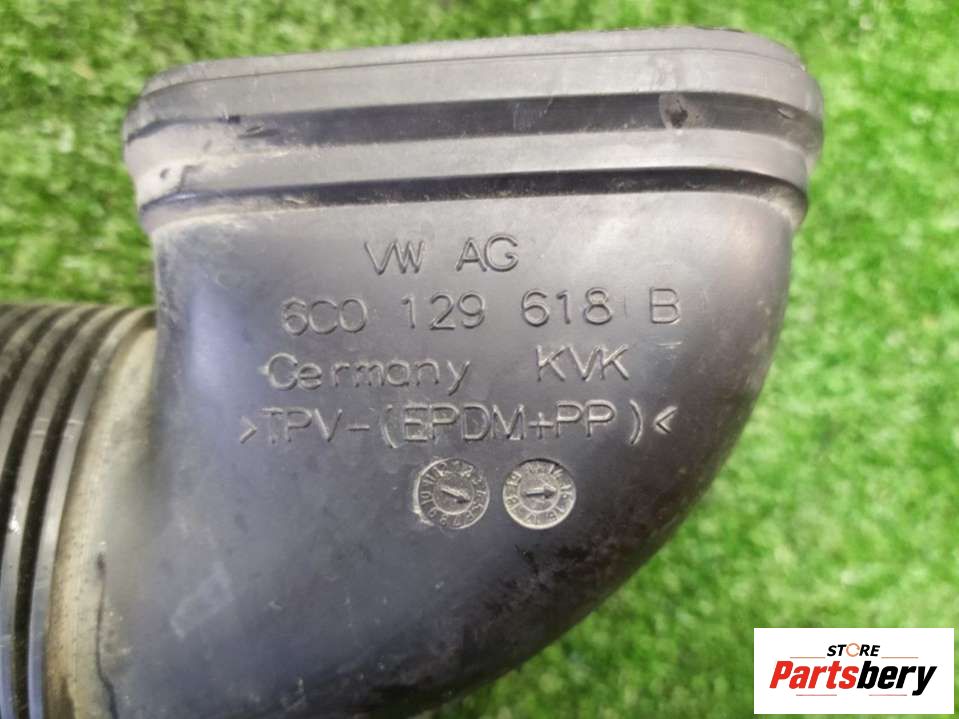 VW AG
6C0 129 618 B
Germany KVK
>TPV-(EPDM+PP)<
STORE
Partsbery